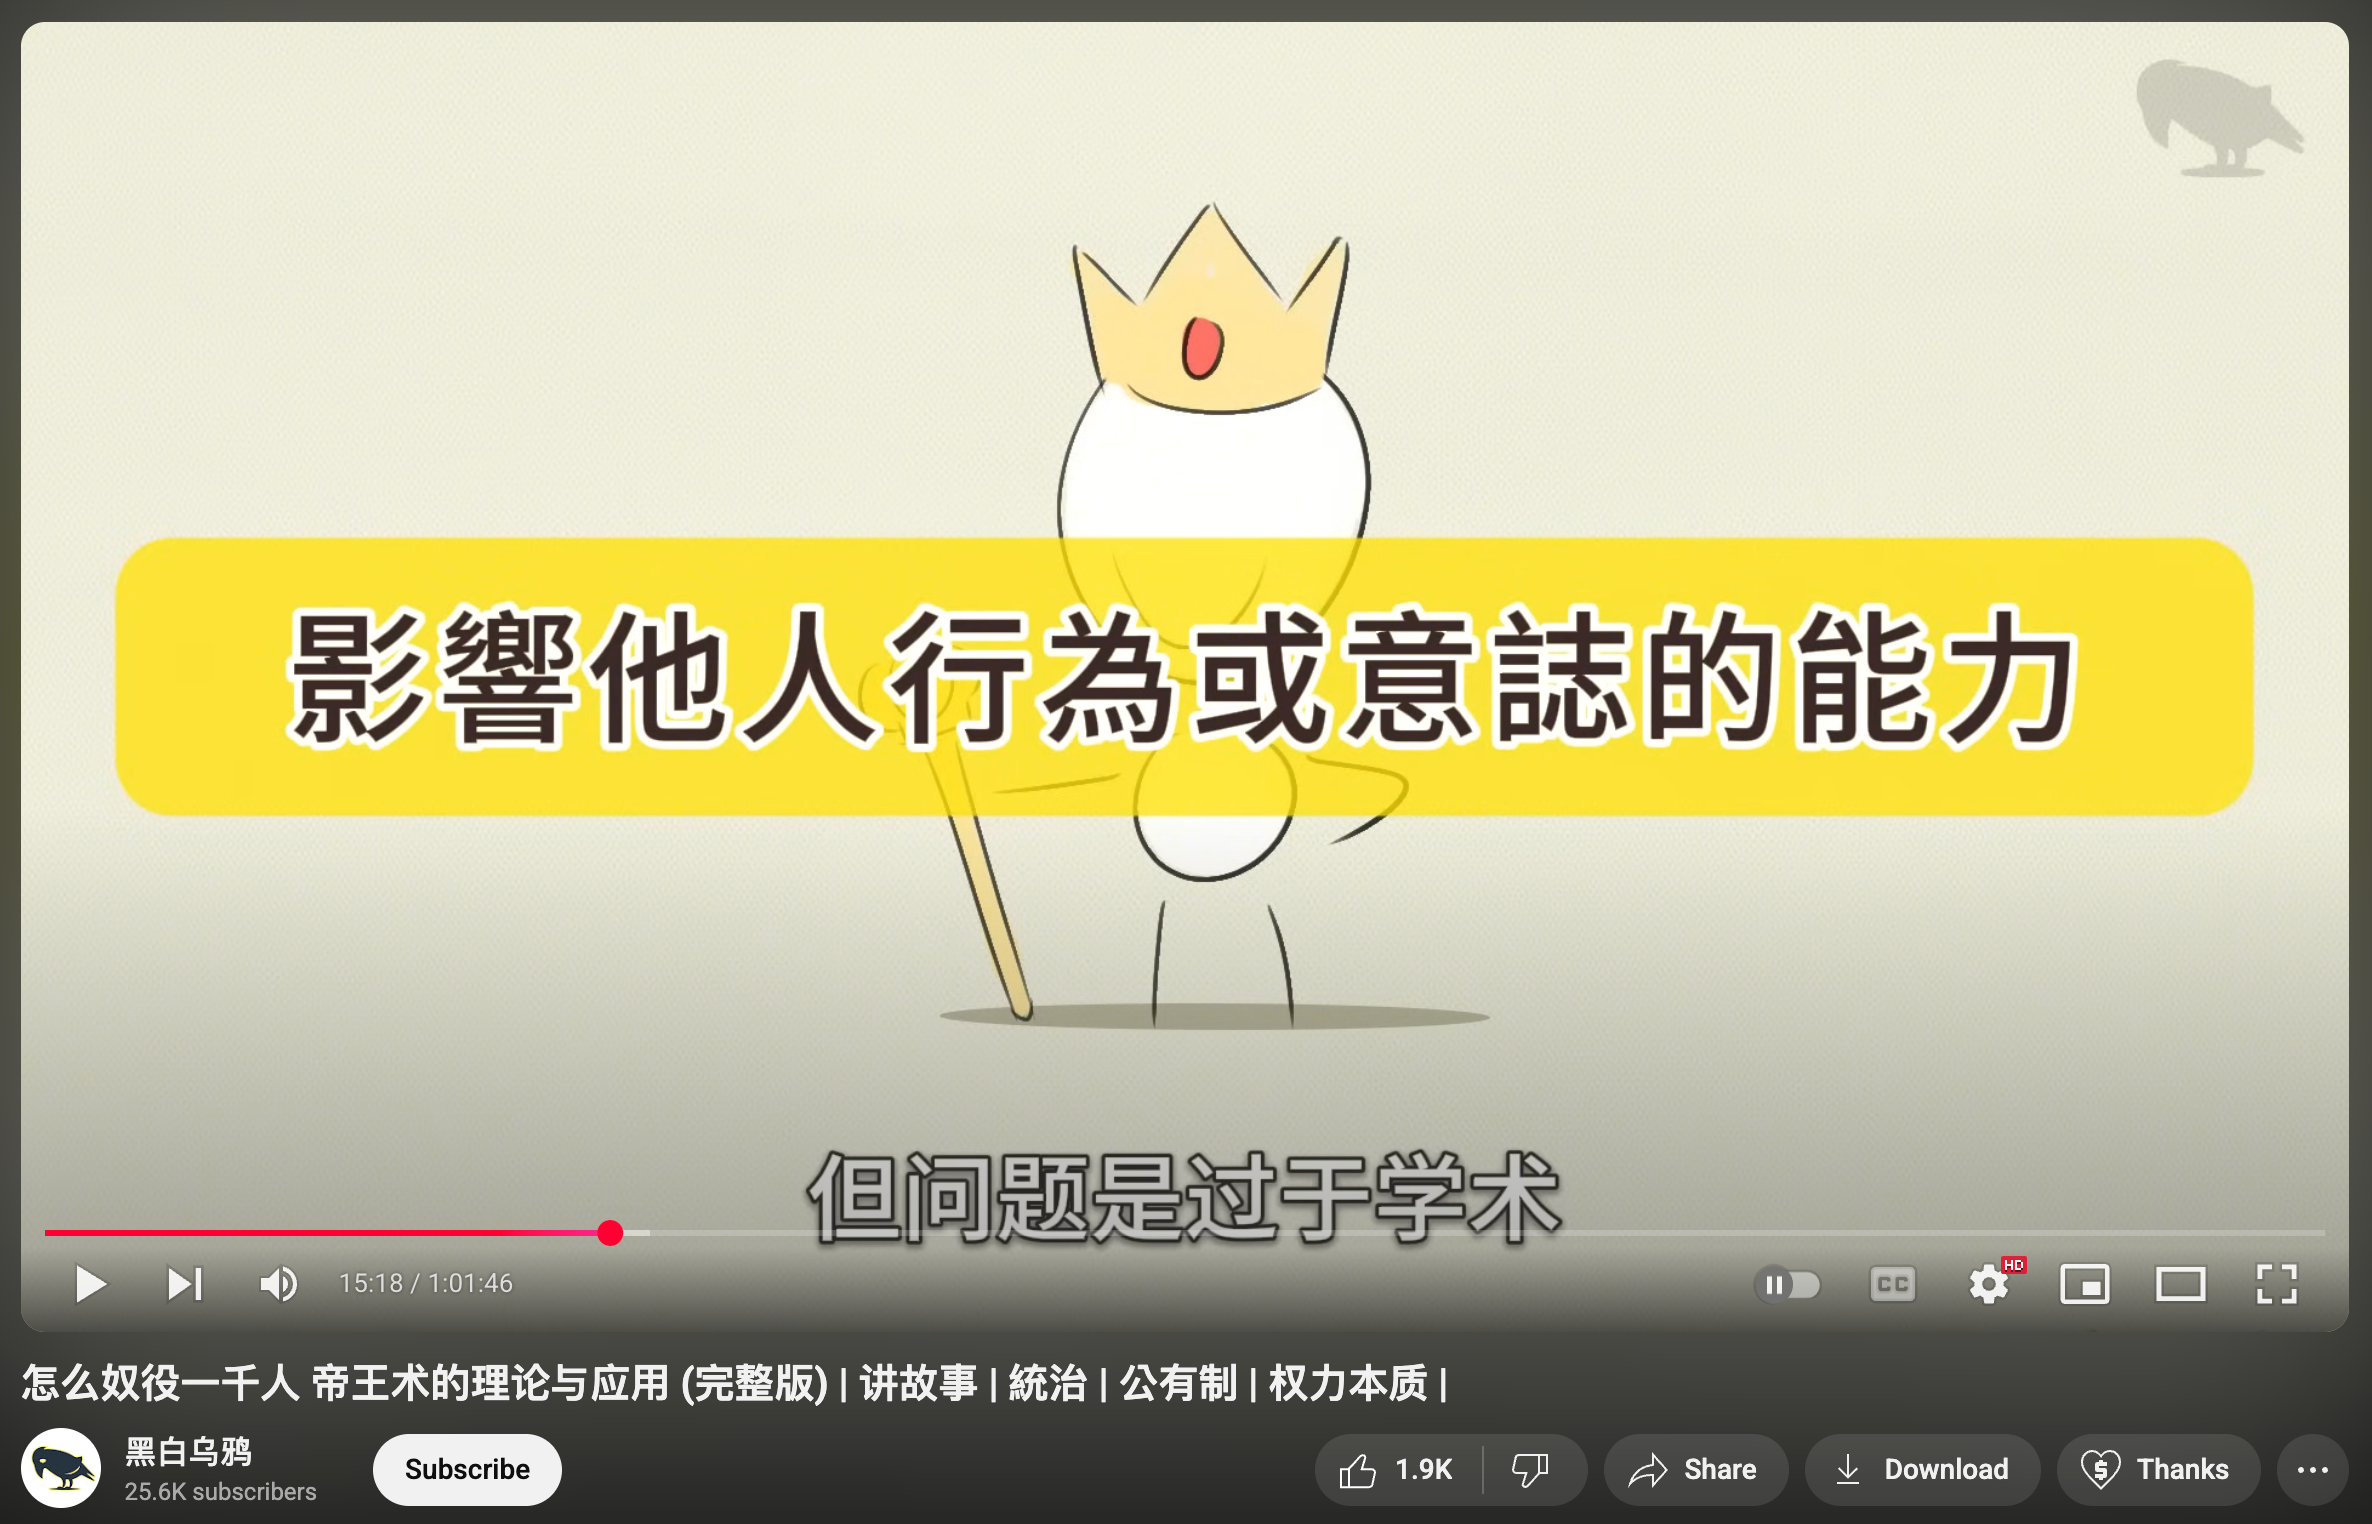 影響他人行為或意誌的能力
但问题是过于学术
15:18 / 1:01:46
CC
HD
怎么奴役一千人 帝王术的理论与应用 (完整版) | 讲故事 | 統治 | 公有制 | 权力本质 |
黑白乌鸦
25.6K subscribers
Subscribe
1.9K
Share
Download
Thanks